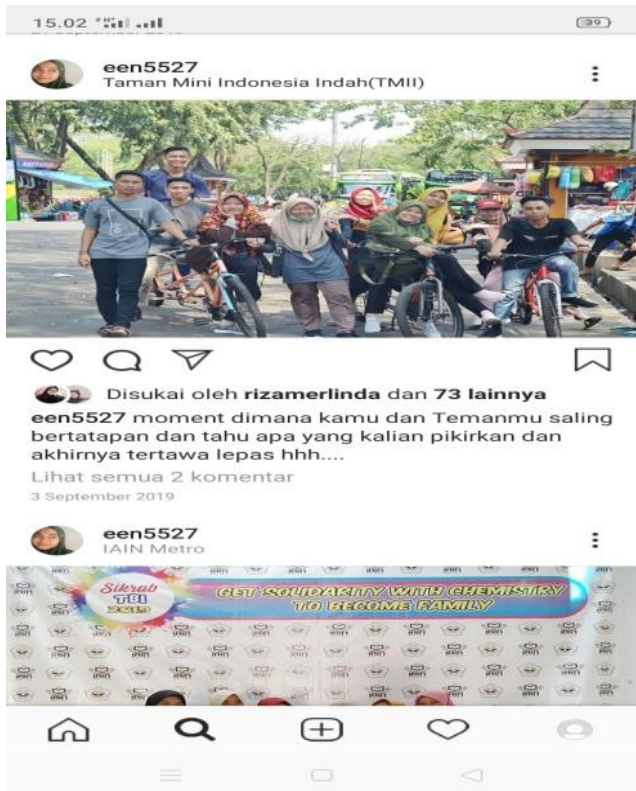 15.02
39
een5527
Taman Mini Indonesia Indah(TMII)
Disukai oleh rizamerlinda dan 73 lainnya
een5527 moment dimana kamu dan Temanmu saling
bertatapan dan tahu apa yang kalian pikirkan dan
akhirnya tertawa lepas hhh....
Lihat semua 2 komentar
3 September 2019
een5527
IAIN Metro
Sikrab
TBI
2019
GET SOLIDARITY WITH CHEMISTRY
TO BECOME FAMILY